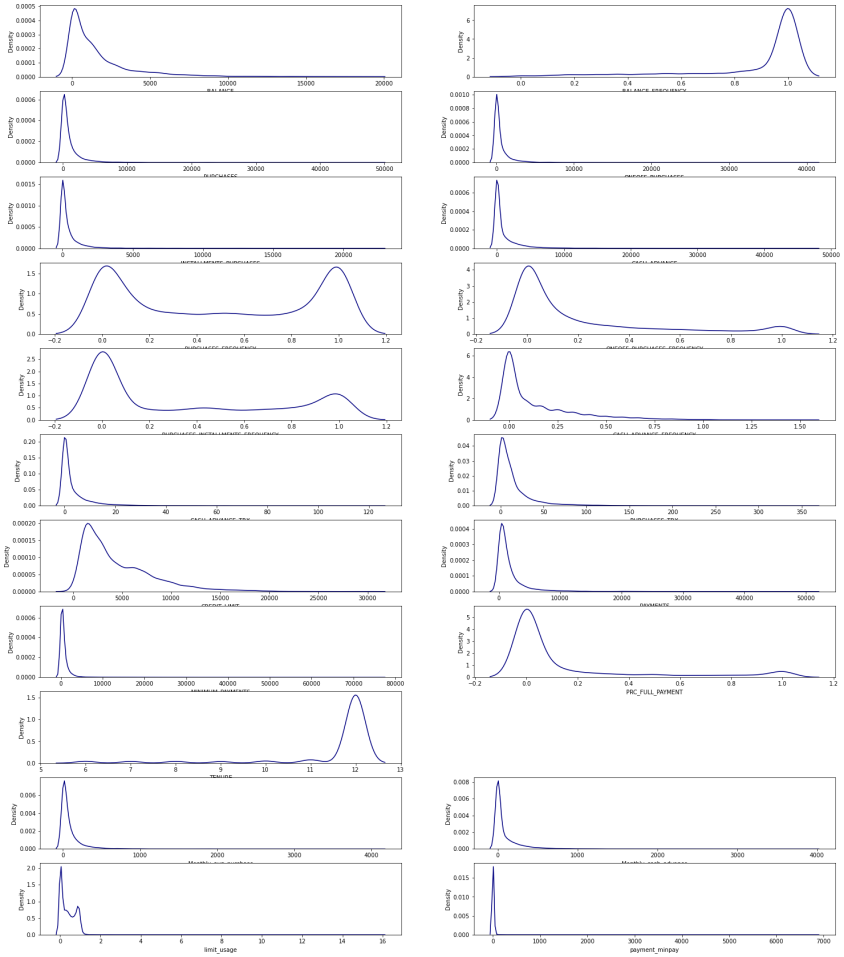 Density
0.0005
0.0004
0.0003
0.0002
0.0001
0.0000
0 5000 10000 15000 20000
BALANCE
Density
6
4
2
0
0.0 0.2 0.4 0.6 0.8 1.0
BALANCE_FREQUENCY
Density
0.0006
0.0004
0.0002
0.0000
0 10000 20000 30000 40000 50000
PURCHASES
Density
0.0010
0.0008
0.0006
0.0004
0.0002
0.0000
0 10000 20000 30000 40000
ONEOFF_PURCHASES
Density
0.0015
0.0010
0.0005
0.0000
0 5000 10000 15000 20000
INSTALLMENTS_PURCHASES
Density
0.0006
0.0004
0.0002
0.0000
0 10000 20000 30000 40000 50000
CASH_ADVANCE
Density
1.5
1.0
0.5
0.0
−0.2 0.0 0.2 0.4 0.6 0.8 1.0 1.2
PURCHASES_FREQUENCY
Density
4
3
2
1
0
−0.2 0.0 0.2 0.4 0.6 0.8 1.0 1.2
ONEOFF_PURCHASES_FREQUENCY
Density
2.5
2.0
1.5
1.0
0.5
0.0
−0.2 0.0 0.2 0.4 0.6 0.8 1.0 1.2
PURCHASES_INSTALLMENTS_FREQUENCY
Density
6
4
2
0
0.00 0.25 0.50 0.75 1.00 1.25 1.50
CASH_ADVANCE_FREQUENCY
Density
0.20
0.15
0.10
0.05
0.00
0 20 40 60 80 100 120
CASH_ADVANCE_TRX
Density
0.04
0.03
0.02
0.01
0.00
0 50 100 150 200 250 300 350
PURCHASES_TRX
Density
0.00020
0.00015
0.00010
0.00005
0.00000
0 5000 10000 15000 20000 25000 30000
CREDIT_LIMIT
Density
0.0004
0.0003
0.0002
0.0001
0.0000
0 10000 20000 30000 40000 50000
PAYMENTS
Density
0.0006
0.0004
0.0002
0.0000
0 10000 20000 30000 40000 50000 60000 70000 80000
MINIMUM_PAYMENTS
Density
5
4
3
2
1
0
−0.2 0.0 0.2 0.4 0.6 0.8 1.0 1.2
PRC_FULL_PAYMENT
Density
1.5
1.0
0.5
0.0
5 6 7 8 9 10 11 12 13
TENURE
Density
0.006
0.004
0.002
0.000
0 1000 2000 3000 4000
Monthly_avg_purchase
Density
0.008
0.006
0.004
0.002
0.000
0 1000 2000 3000 4000
Monthly_cash_advance
Density
2.0
1.5
1.0
0.5
0.0
0 2 4 6 8 10 12 14 16
limit_usage
Density
0.015
0.010
0.005
0.000
0 1000 2000 3000 4000 5000 6000 7000
payment_minpay